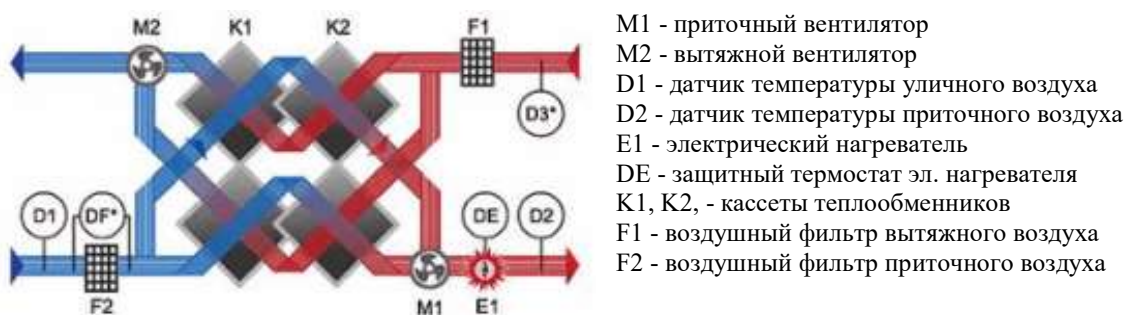 M2 K1 K2 F1
D3*
D1 DF* DE D2
F2 M1 E1
M1 - приточный вентилятор
M2 - вытяжной вентилятор
D1 - датчик температуры уличного воздуха
D2 - датчик температуры приточного воздуха
E1 - электрический нагреватель
DE - защитный термостат эл. нагревателя
K1, K2, - кассеты теплообменников
F1 - воздушный фильтр вытяжного воздуха
F2 - воздушный фильтр приточного воздуха